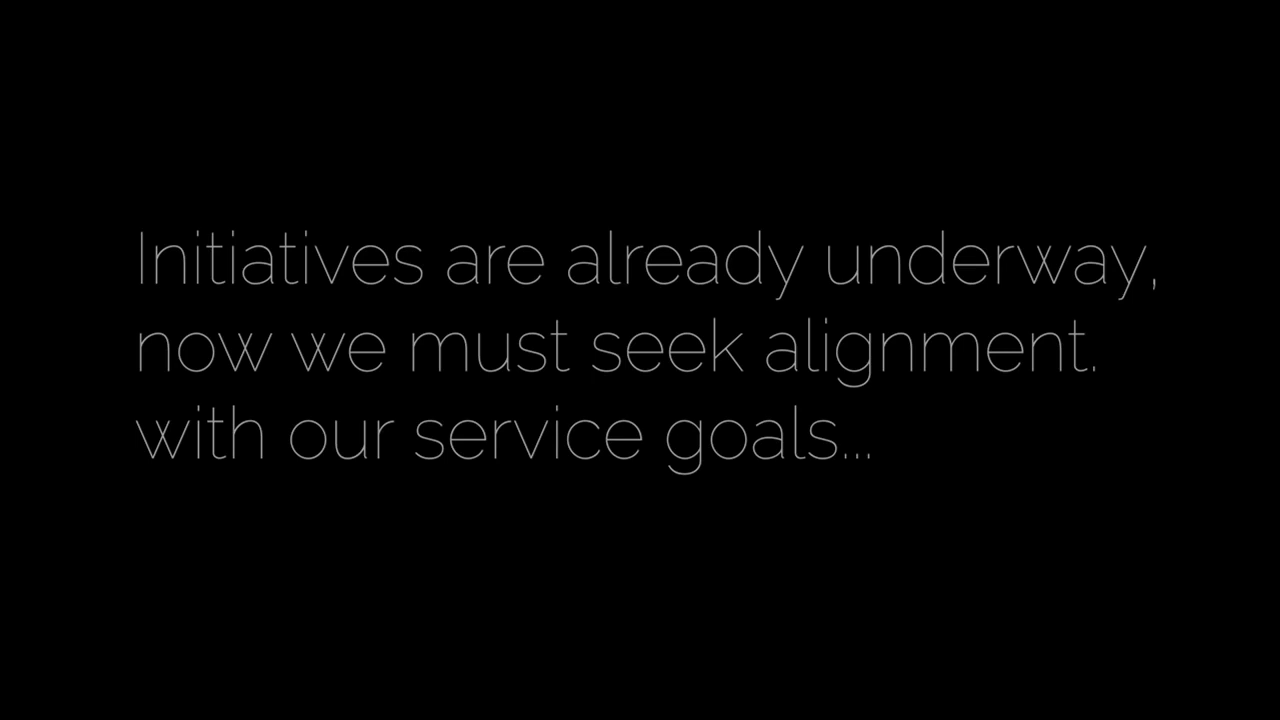 Initiatives are already underway,
now we must seek alignment.
with our service goals...